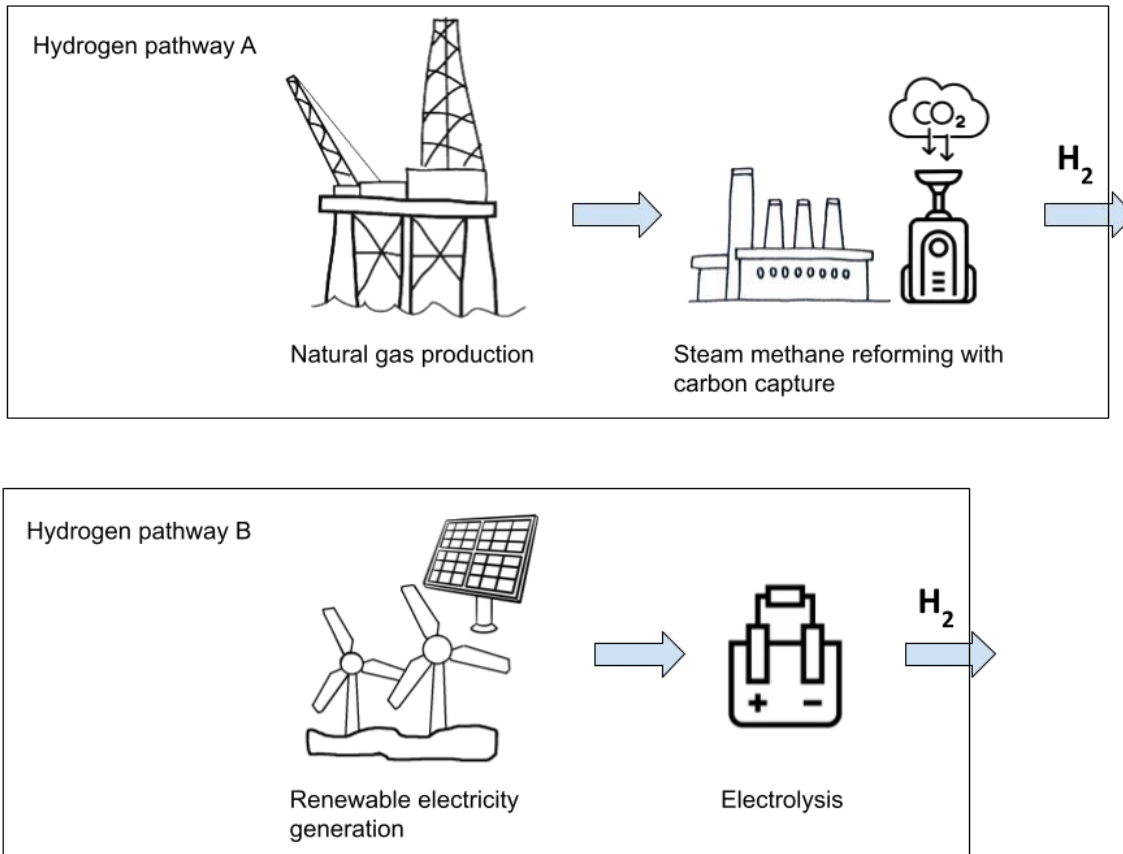 Hydrogen pathway A
CO₂
H₂
Natural gas production
Steam methane reforming with
carbon capture
Hydrogen pathway B
H₂
+ −
Renewable electricity
generation
Electrolysis